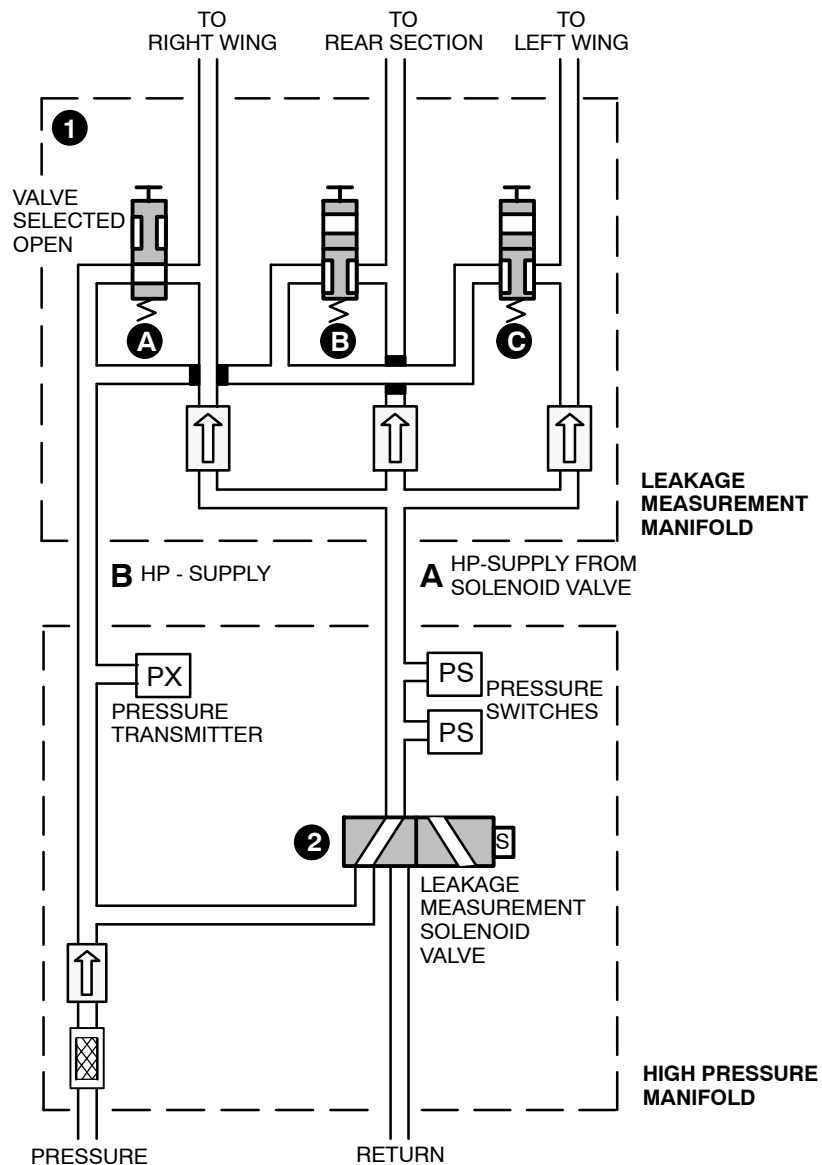 TO
RIGHT WING
TO
REAR SECTION
TO
LEFT WING
1
VALVE
SELECTED
OPEN
A
B
C
LEAKAGE
MEASUREMENT
MANIFOLD
B HP - SUPPLY
A HP-SUPPLY FROM
SOLENOID VALVE
PX
PRESSURE
TRANSMITTER
PS
PS
PRESSURE
SWITCHES
2
S
LEAKAGE
MEASUREMENT
SOLENOID
VALVE
HIGH PRESSURE
MANIFOLD
PRESSURE
RETURN